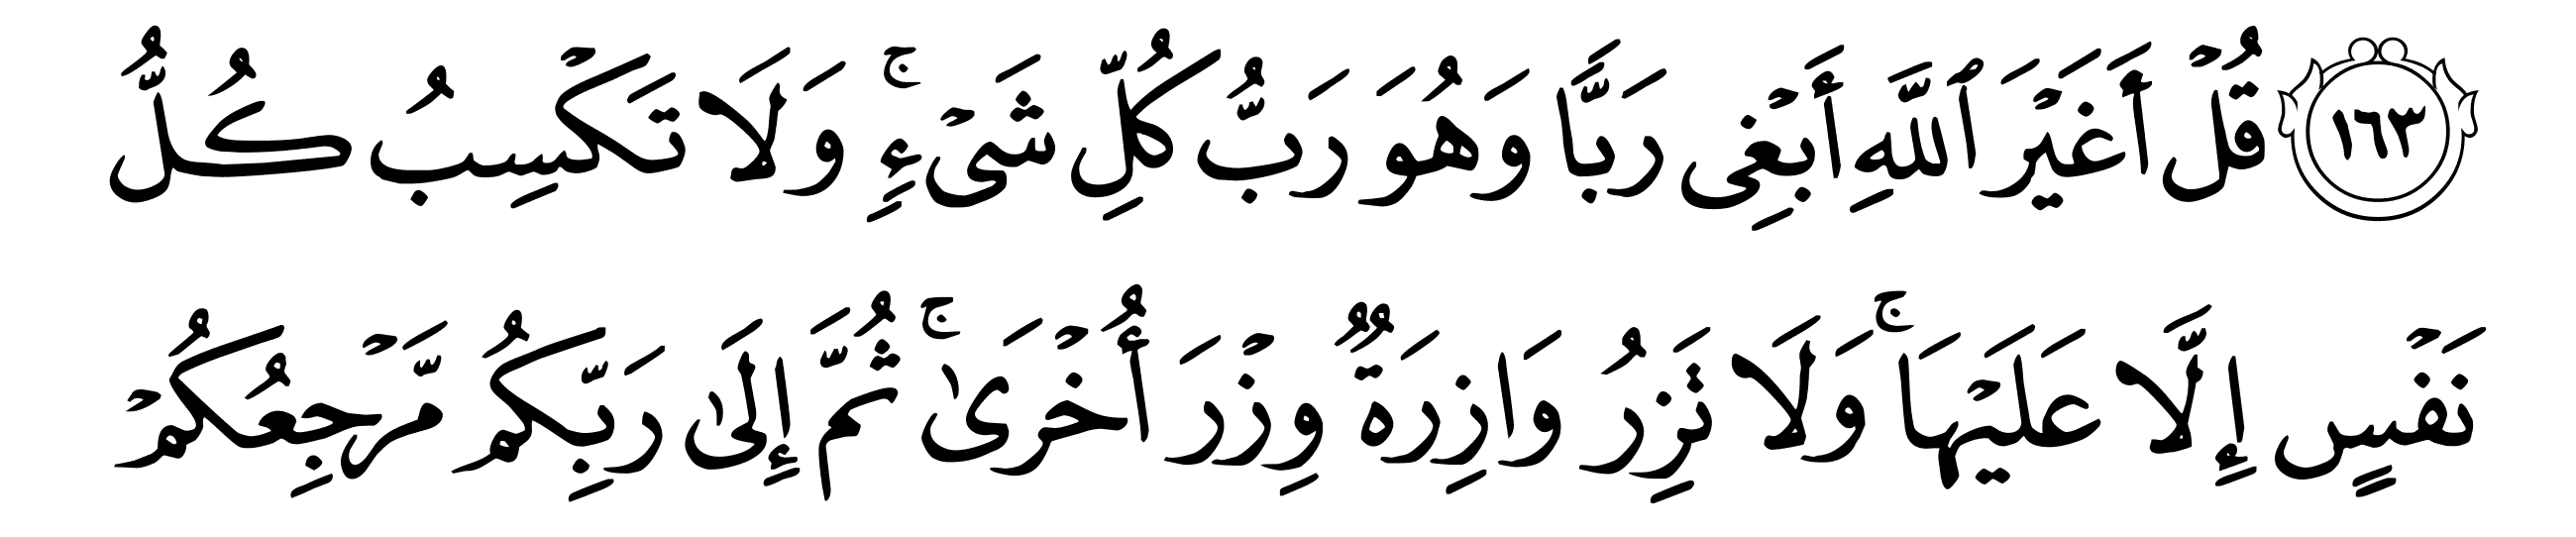 ١٦٣ قُلْ أَغَيْرَ ٱللَّهِ أَبْغِى رَبًّا وَهُوَ رَبُّ كُلِّ شَىْءٍۚ وَلَا تَكْسِبُ كُلُّ
نَفْسٍ إِلَّا عَلَيْهَاۚ وَلَا تَزِرُ وَازِرَةٌ وِزْرَ أُخْرَىٰۚ ثُمَّ إِلَىٰ رَبِّكُم مَّرْجِعُكُمْ